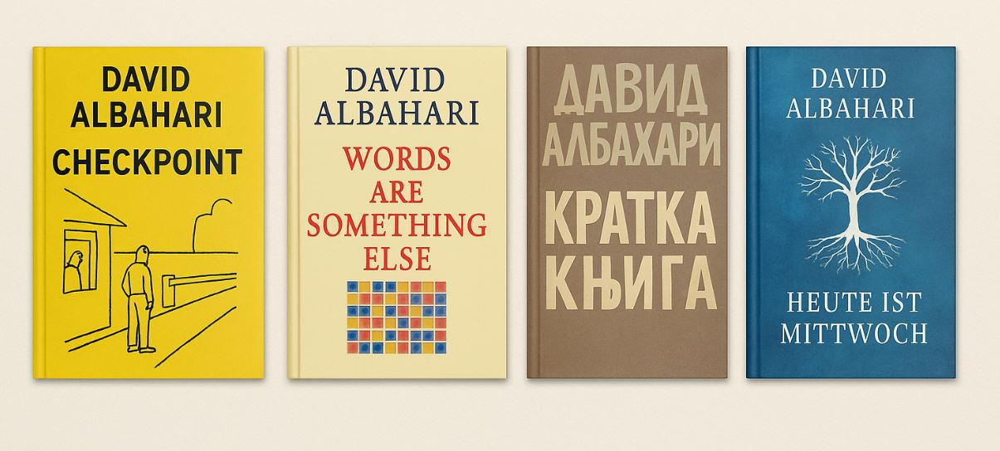 DAVID
ALBAHARI
CHECKPOINT
DAVID
ALBAHARI
WORDS
ARE
SOMETHING
ELSE
ДАВИД
АЛБАХАРИ
КРАТКА
КЊИГА
DAVID
ALBAHARI
HEUTE IST
MITTWOCH